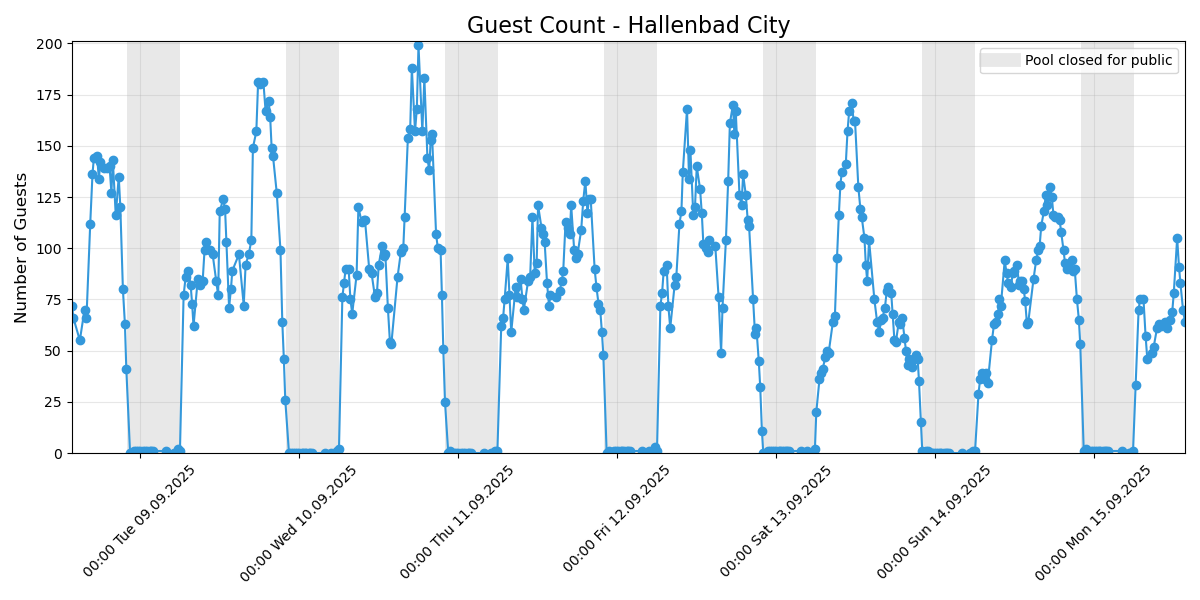 Guest Count - Hallenbad City
Pool closed for public
Number of Guests
200
175
150
125
100
75
50
25
0
00:00 Tue 09.09.2025
00:00 Wed 10.09.2025
00:00 Thu 11.09.2025
00:00 Fri 12.09.2025
00:00 Sat 13.09.2025
00:00 Sun 14.09.2025
00:00 Mon 15.09.2025